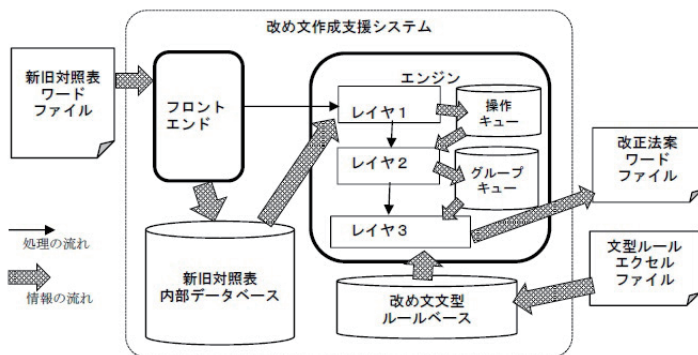 改め文作成支援システム
新旧対照表
ワード
ファイル
フロント
エンド
エンジン
レイヤ1
操作
キュー
レイヤ2
グループ
キュー
レイヤ3
改正法案
ワード
ファイル
処理の流れ
情報の流れ
新旧対照表
内部データベース
改め文文型
ルールベース
文型ルール
エクセル
ファイル